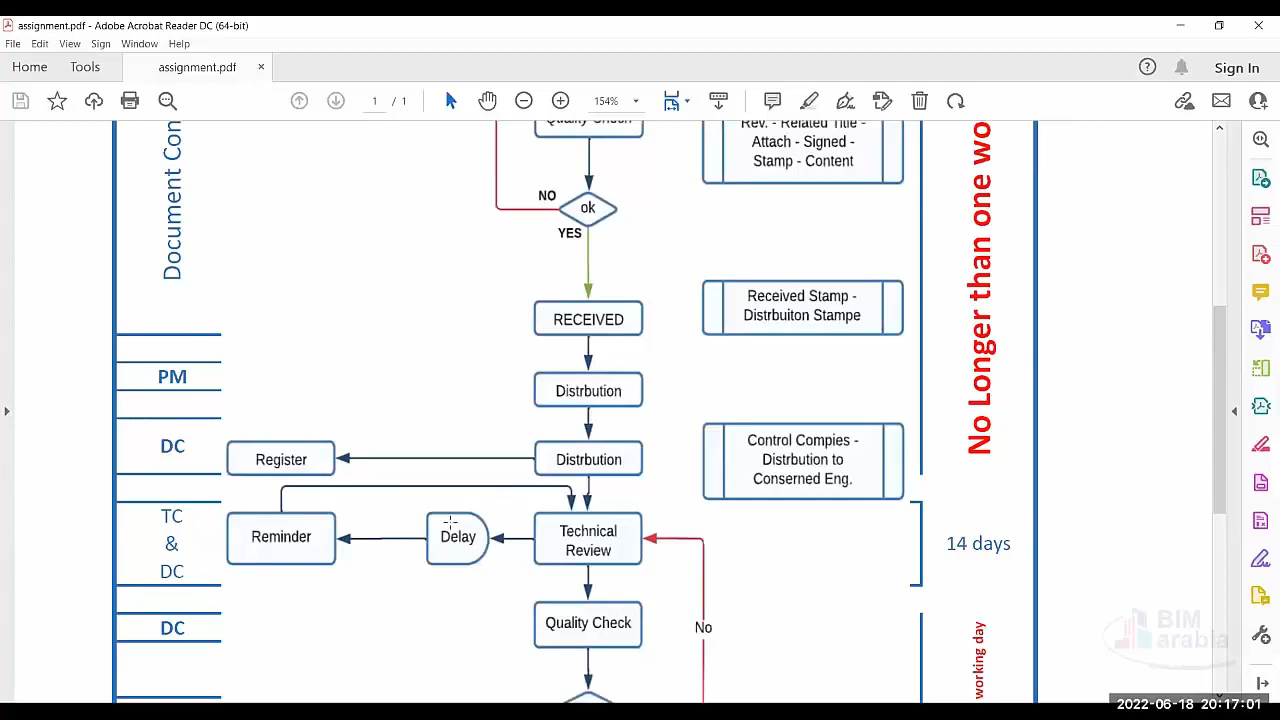 assignment.pdf - Adobe Acrobat Reader DC (64-bit)
File Edit View Sign Window Help
Home Tools assignment.pdf × Sign In
1 / 1 154%
Document Con
Quality Check
Rev. - Related Title -
Attach - Signed -
Stamp - Content
NO
ok
YES
RECEIVED
Received Stamp -
Distrbuiton Stampe
No Longer than one wo
PM
Distrbution
DC
Register
Distrbution
Control Compies -
Distrbution to
Conserned Eng.
TC
&
DC
Reminder
Delay
Technical
Review
14 days
DC
Quality Check
No
working day
BIM
arabia
2022-06-18 20:17:01